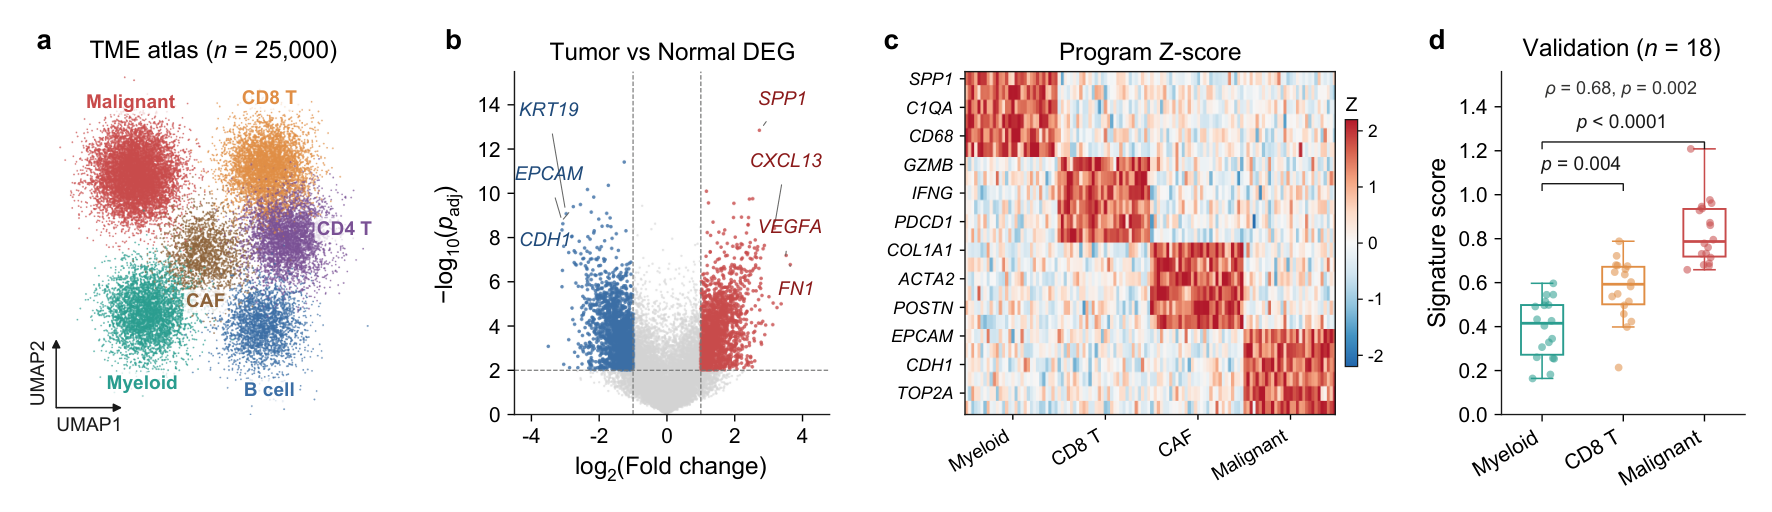 a
TME atlas (n = 25,000)
Malignant
CD8 T
CD4 T
CAF
Myeloid
B cell
UMAP2
UMAP1
b
Tumor vs Normal DEG
−log10(padj)
14
12
10
8
6
4
2
0
KRT19
EPCAM
CDH1
SPP1
CXCL13
VEGFA
FN1
-4
-2
0
2
4
log2(Fold change)
c
Program Z-score
SPP1
C1QA
CD68
GZMB
IFNG
PDCD1
COL1A1
ACTA2
POSTN
EPCAM
CDH1
TOP2A
Myeloid
CD8 T
CAF
Malignant
Z
2
1
0
-1
-2
d
Validation (n = 18)
ρ = 0.68, p = 0.002
p < 0.0001
p = 0.004
Signature score
1.4
1.2
1.0
0.8
0.6
0.4
0.2
0.0
Myeloid
CD8 T
Malignant